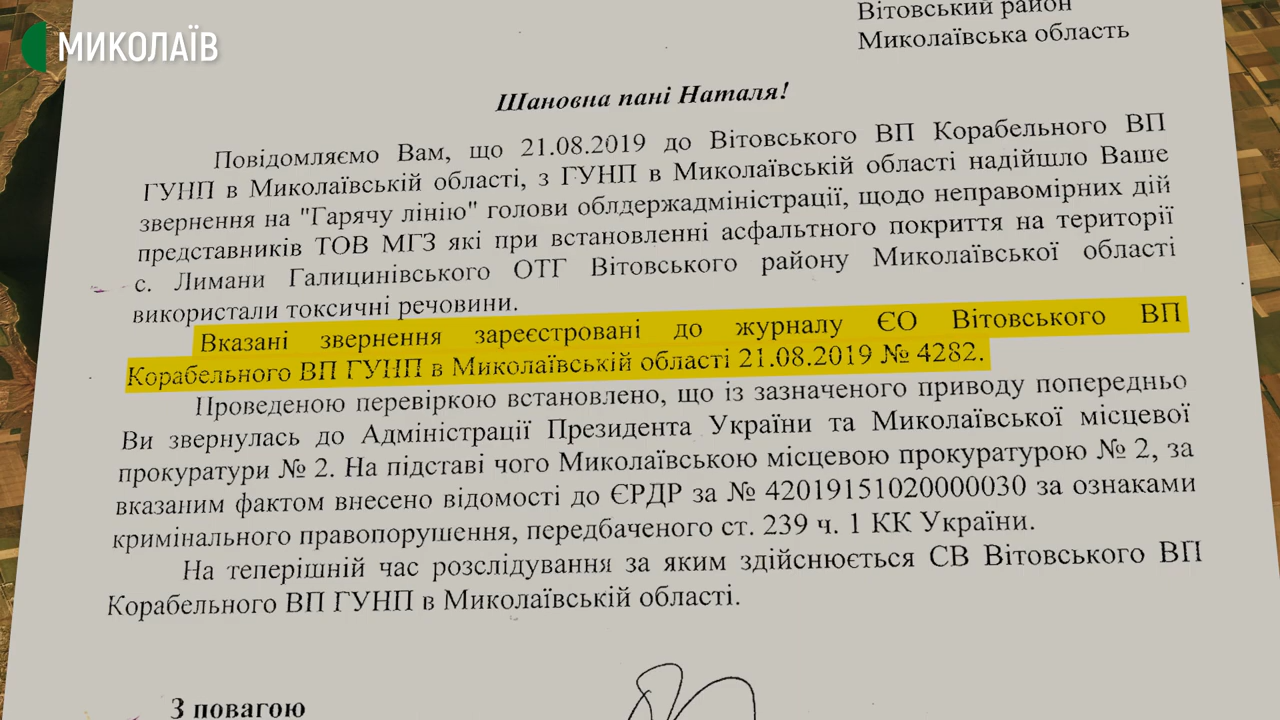 МИКОЛАЇВ
Вітовський район
Миколаївська область
Шановна пані Наталя!
Повідомляємо Вам, що 21.08.2019 до Вітовського ВП Корабельного ВП
ГУНП в Миколаївській області, з ГУНП в Миколаївській області надійшло Ваше
звернення на "Гарячу лінію" голови облдержадміністрації, щодо неправомірних дій
представників ТОВ МГЗ які при встановленні асфальтного покриття на території
с. Лимани Галицинівського ОТГ Вітовського району Миколаївської області
використали токсичні речовини.
Вказані звернення зареєстровані до журналу ЄО Вітовського ВП
Корабельного ВП ГУНП в Миколаївській області 21.08.2019 № 4282.
Проведеною перевіркою встановлено, що із зазначеного приводу попередньо
Ви звернулась до Адміністрації Президента України та Миколаївської місцевої
прокуратури № 2. На підставі чого Миколаївською місцевою прокуратурою № 2, за
вказаним фактом внесено відомості до ЄРДР за № 42019151020000030 за ознаками
кримінального правопорушення, передбаченого ст. 239 ч. 1 КК України.
На теперішній час розслідування за яким здійснюється СВ Вітовського ВП
Корабельного ВП ГУНП в Миколаївській області.
З повагою